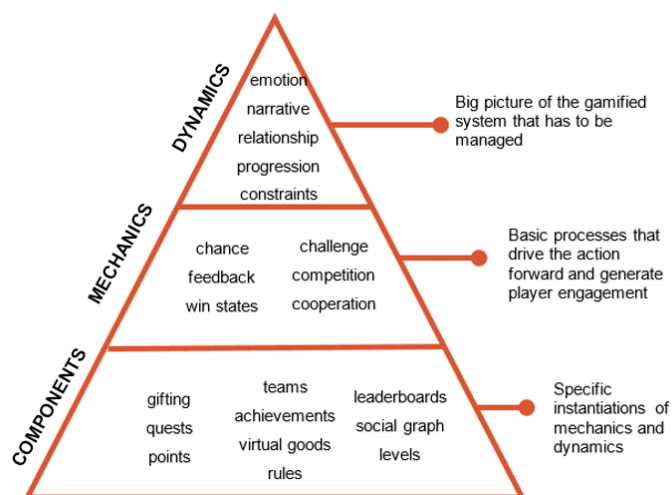 DYNAMICS
emotion
narrative
relationship
progression
constraints
Big picture of the gamified
system that has to be
managed
MECHANICS
chance
feedback
win states
challenge
competition
cooperation
Basic processes that
drive the action
forward and generate
player engagement
COMPONENTS
gifting
quests
points
teams
achievements
virtual goods
rules
leaderboards
social graph
levels
Specific
instantiations of
mechanics and
dynamics